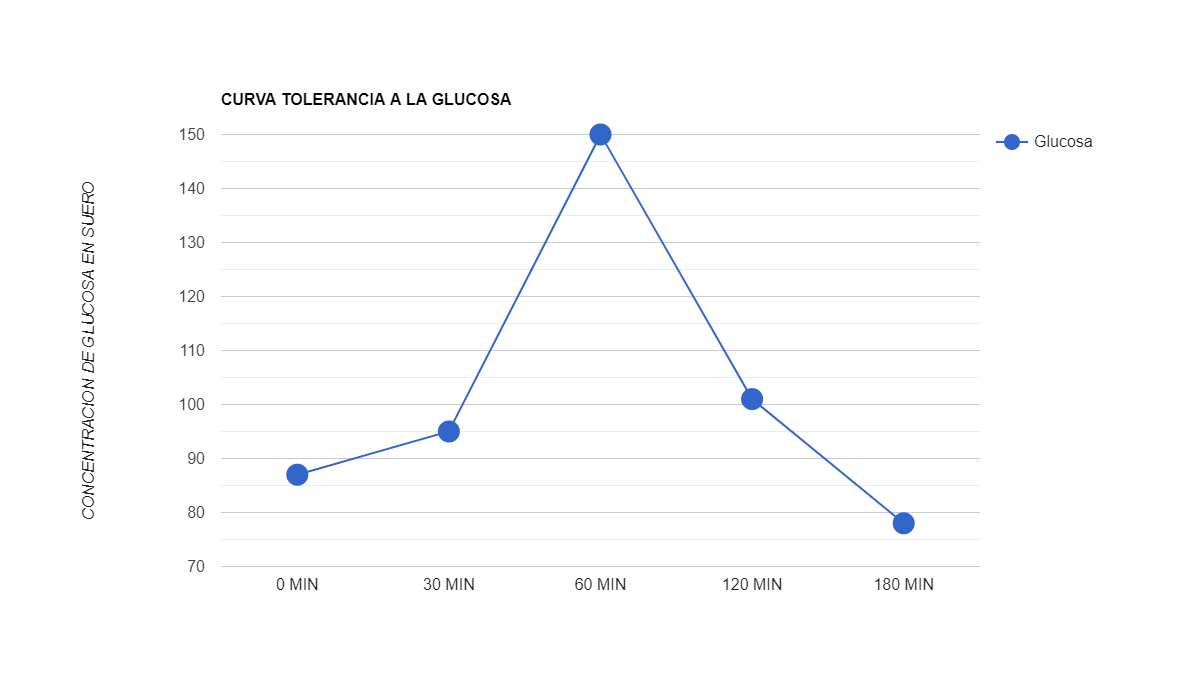 CURVA TOLERANCIA A LA GLUCOSA
150
140
130
120
110
100
90
80
70
CONCENTRACION DE GLUCOSA EN SUERO
0 MIN
30 MIN
60 MIN
120 MIN
180 MIN
Glucosa